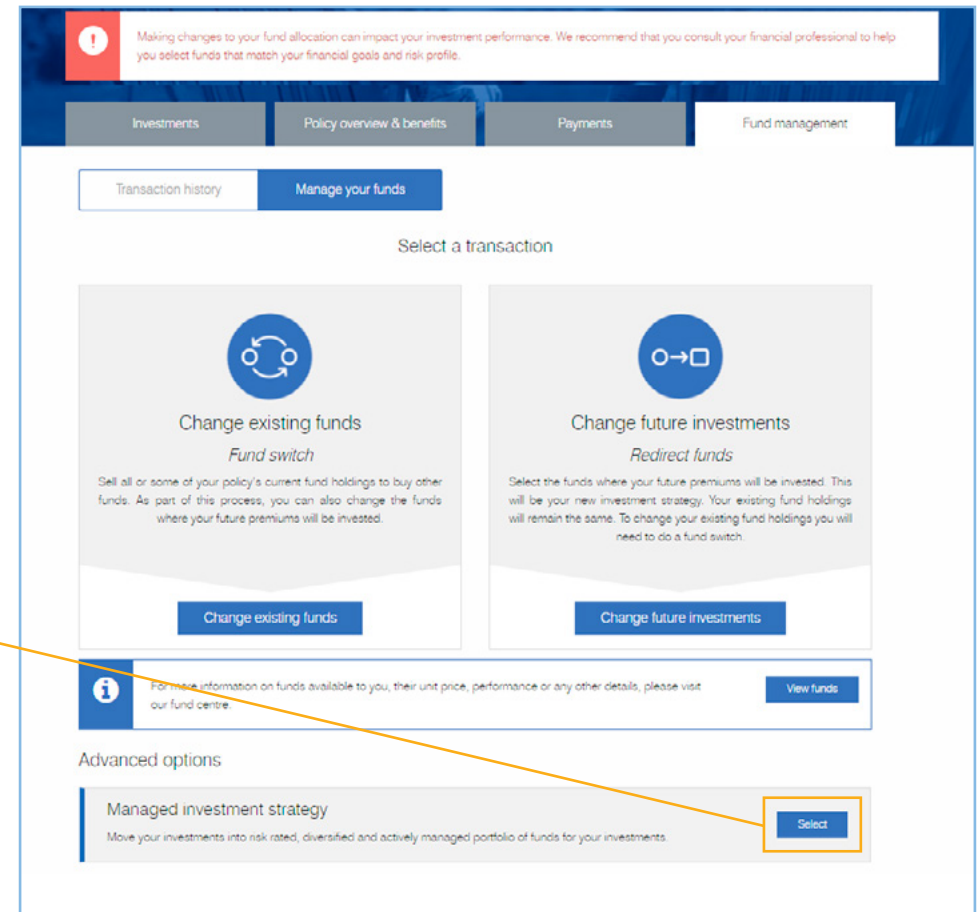 Making changes to your fund allocation can impact your investment performance. We recommend that you consult your financial professional to help
you select funds that match your financial goals and risk profile.
Investments
Policy overview & benefits
Payments
Fund management
Transaction history
Manage your funds
Select a transaction
Change existing funds
Fund switch
Sell all or some of your policy's current fund holdings to buy other
funds. As part of this process, you can also change the funds
where your future premiums will be invested.
Change existing funds
Change future investments
Redirect funds
Select the funds where your future premiums will be invested. This
will be your new investment strategy. Your existing fund holdings
will remain the same. To change your existing fund holdings you will
need to do a fund switch.
Change future investments
For more information on funds available to you, their unit price, performance or any other details, please visit
our fund centre.
View funds
Advanced options
Managed investment strategy
Move your investments into risk rated, diversified and actively managed portfolio of funds for your investments.
Select